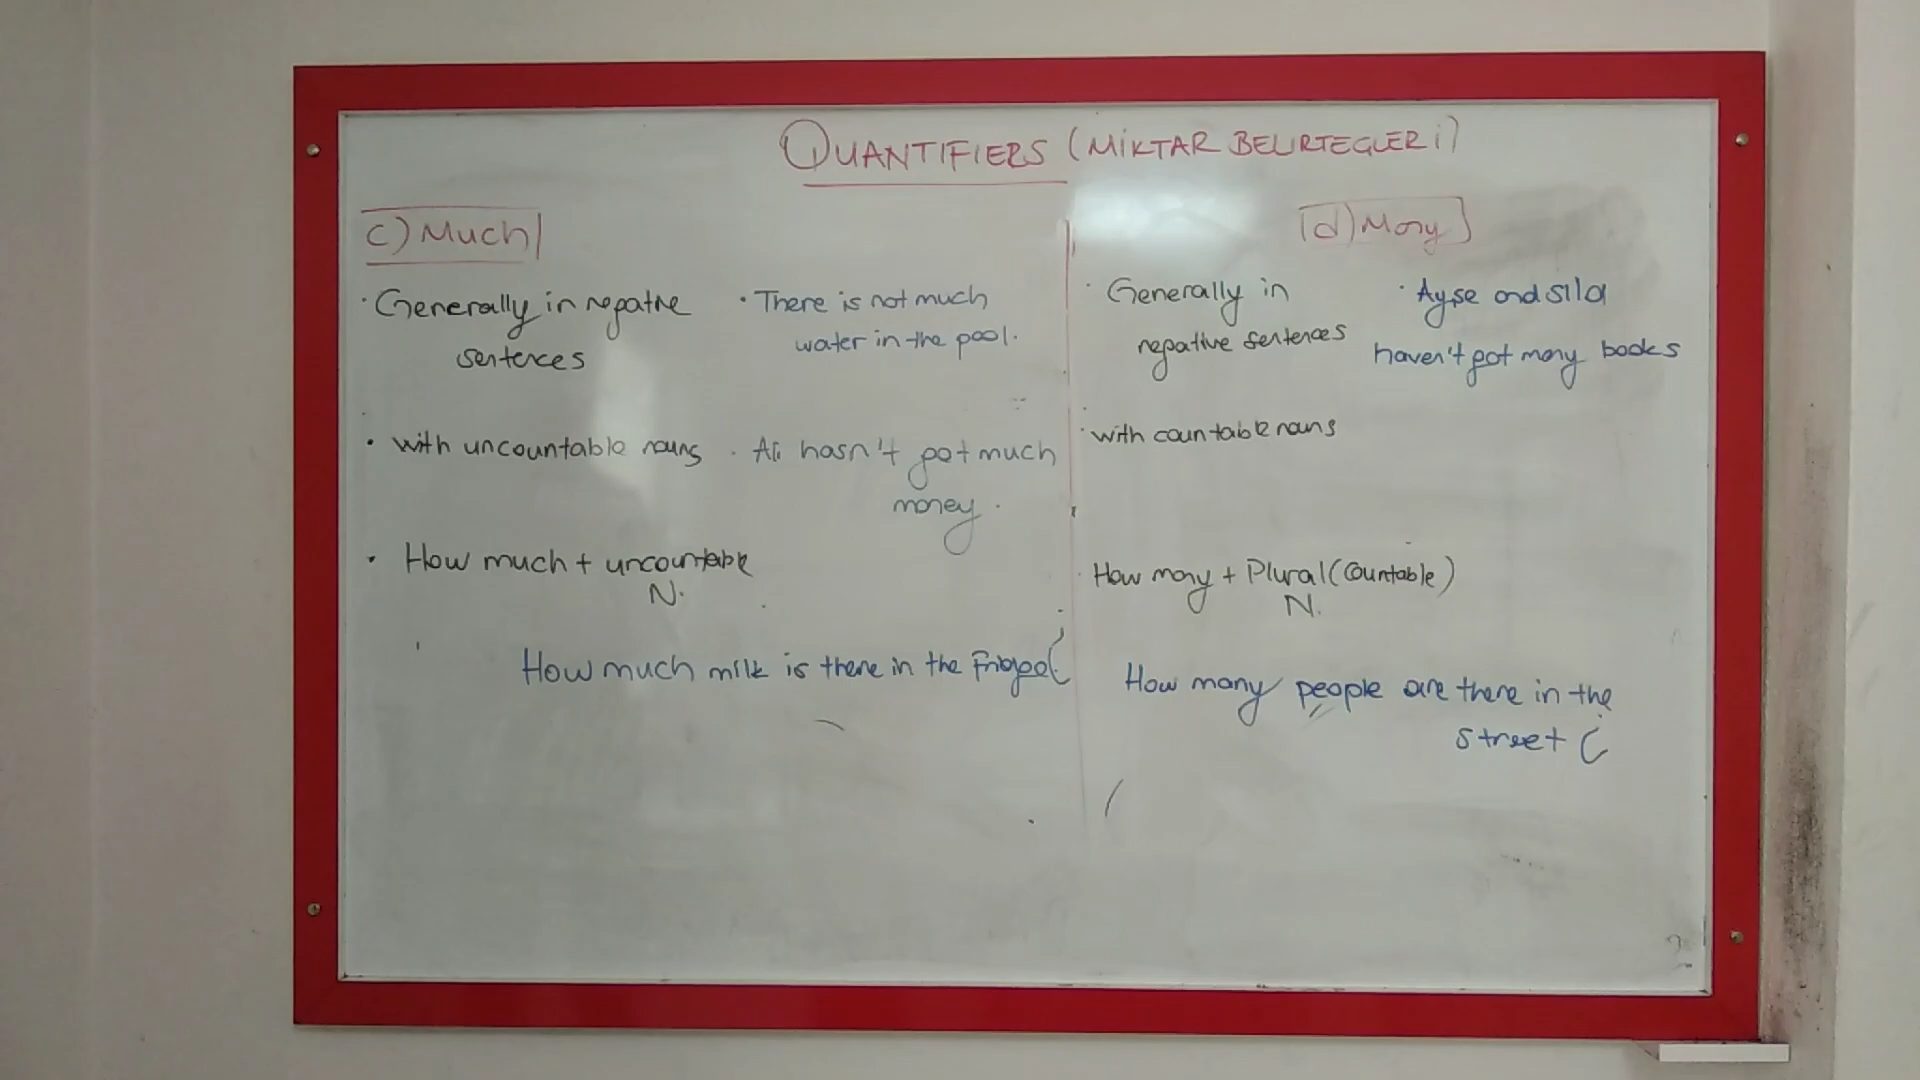 QUANTIFIERS (MİKTAR BELİRTEÇLERİ)
c) Much
• Generally in negative
sentences
• There is not much
water in the pool.
• with uncountable nouns
• Ali hasn't got much
money.
• How much + uncountable
N.
How much milk is there in the Fridge?
d) Many
• Generally in
negative sentences
• Ayşe and Sıla
haven't got many books
• with countable nouns
• How many + Plural (Countable)
N.
How many people are there in the
street ?